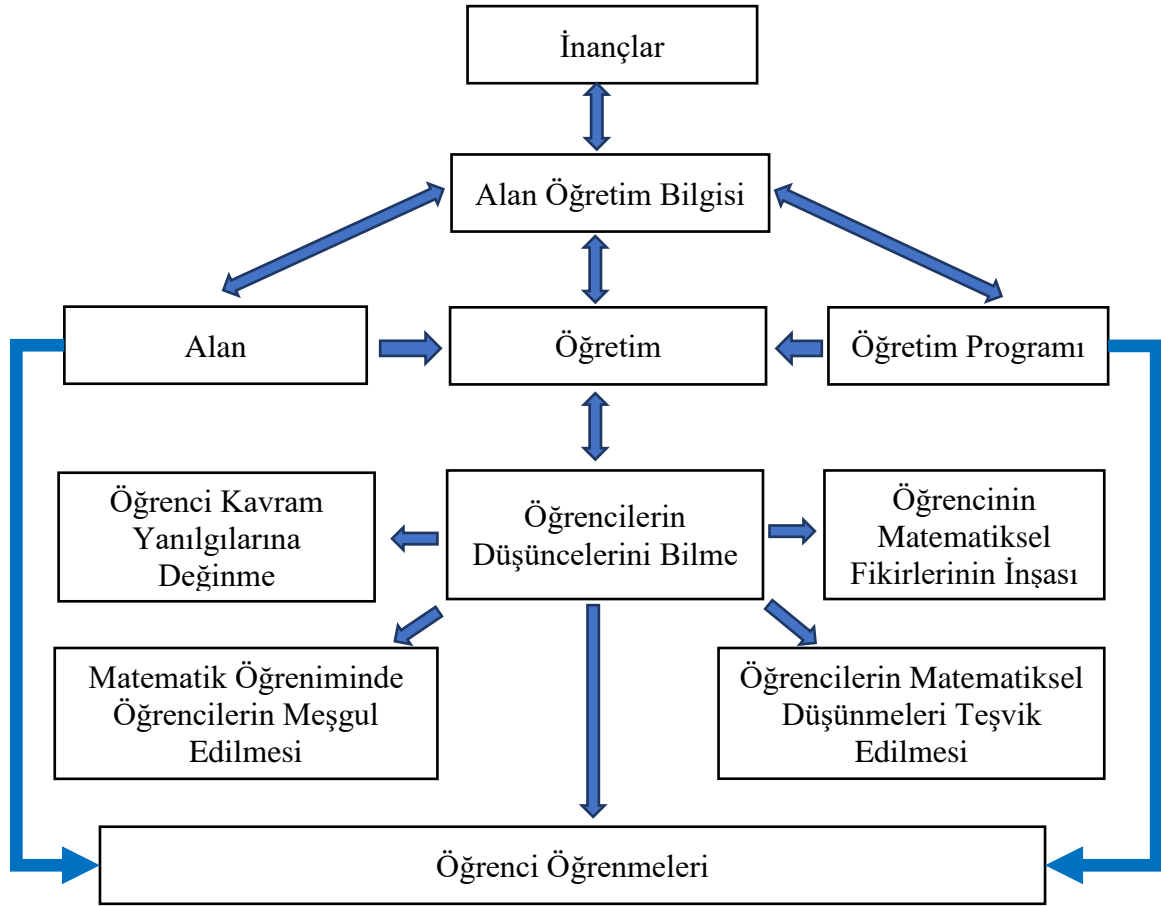 İnançlar
Alan Öğretim Bilgisi
Alan
Öğretim
Öğretim Programı
Öğrenci Kavram
Yanılgılarına
Değinme
Öğrencilerin
Düşüncelerini Bilme
Öğrencinin
Matematiksel
Fikirlerinin İnşası
Matematik Öğreniminde
Öğrencilerin Meşgul
Edilmesi
Öğrencilerin Matematiksel
Düşünmeleri Teşvik
Edilmesi
Öğrenci Öğrenmeleri